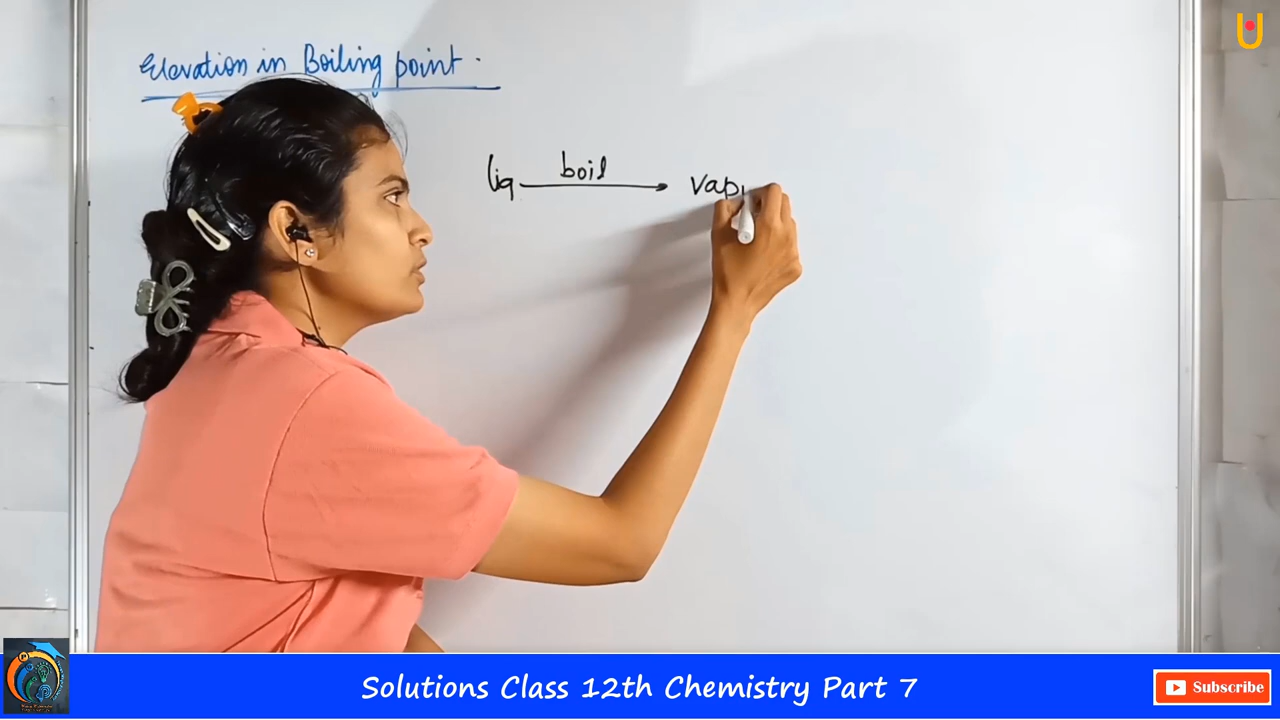 Elevation in Boiling point.
liq boil vap
Solutions Class 12th Chemistry Part 7
Subscribe